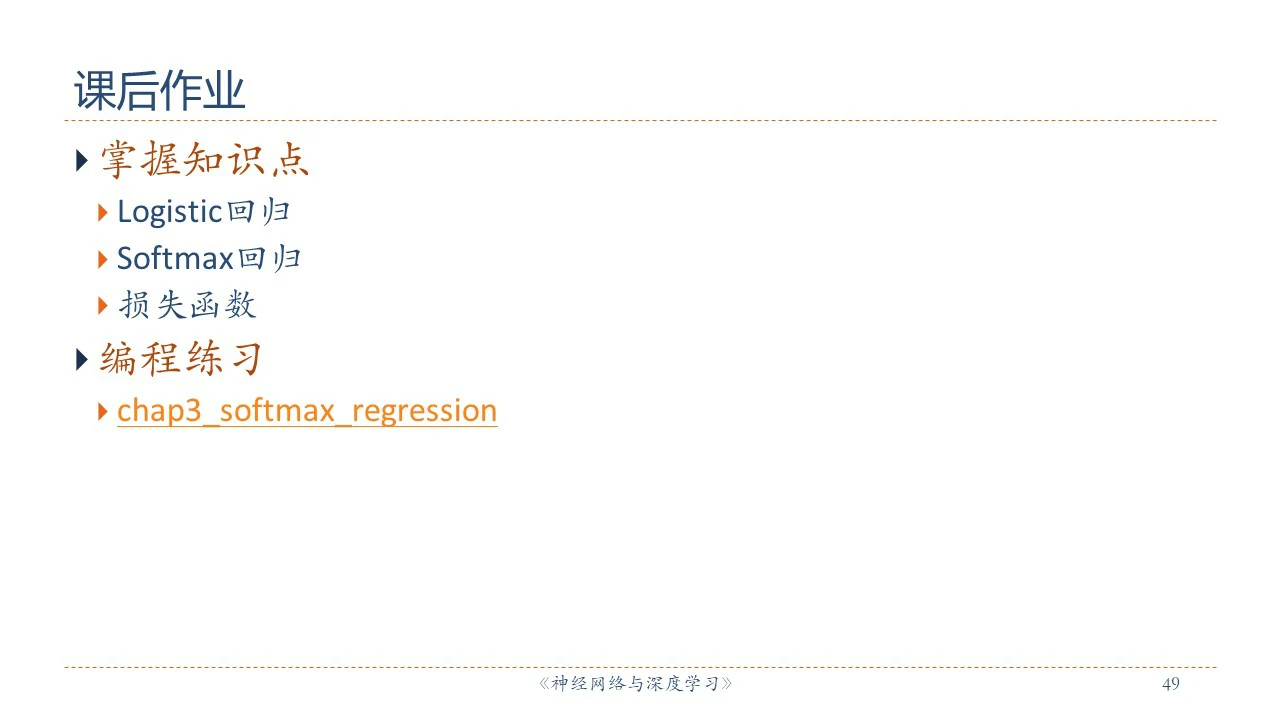 课后作业
掌握知识点
Logistic回归
Softmax回归
损失函数
编程练习
chap3_softmax_regression
《神经网络与深度学习》
49